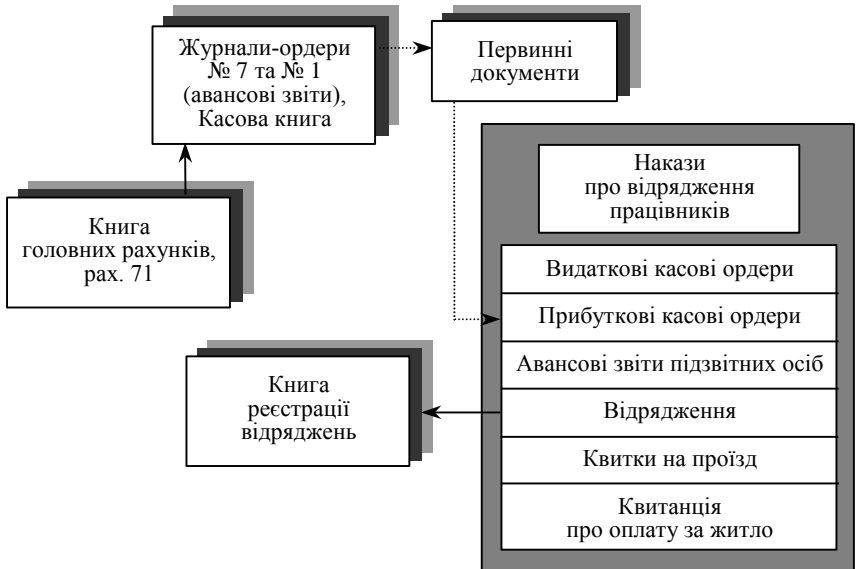 Журнали-ордери
№ 7 та № 1
(авансові звіти),
Касова книга
Первинні
документи
Книга
головних рахунків,
рах. 71
Накази
про відрядження
працівників
Видаткові касові ордери
Прибуткові касові ордери
Авансові звіти підзвітних осіб
Відрядження
Квитки на проїзд
Квитанція
про оплату за житло
Книга
реєстрації
відряджень